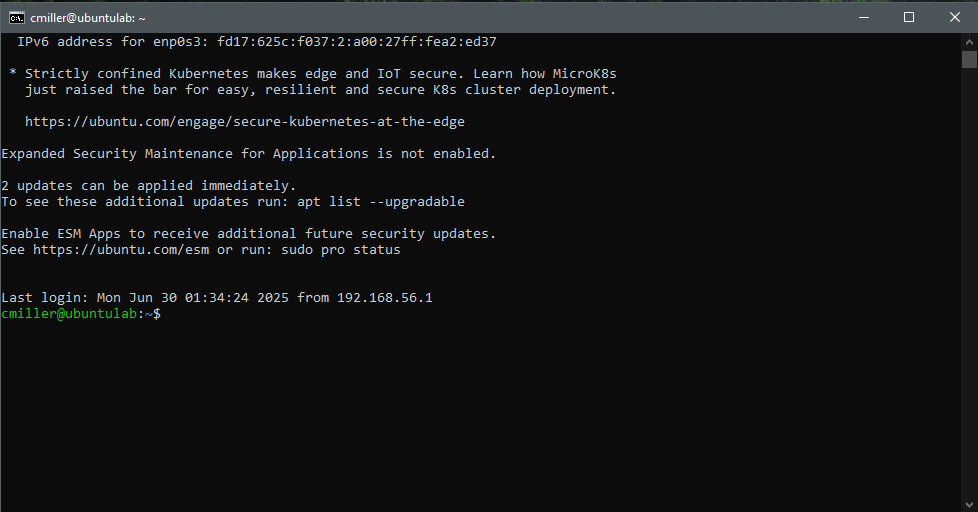 cmiller@ubuntulab: ~
IPv6 address for enp0s3: fd17:625c:f037:2:a00:27ff:fea2:ed37
* Strictly confined Kubernetes makes edge and IoT secure. Learn how MicroK8s
just raised the bar for easy, resilient and secure K8s cluster deployment.
https://ubuntu.com/engage/secure-kubernetes-at-the-edge
Expanded Security Maintenance for Applications is not enabled.
2 updates can be applied immediately.
To see these additional updates run: apt list --upgradable
Enable ESM Apps to receive additional future security updates.
See https://ubuntu.com/esm or run: sudo pro status
Last login: Mon Jun 30 01:34:24 2025 from 192.168.56.1
cmiller@ubuntulab:~$